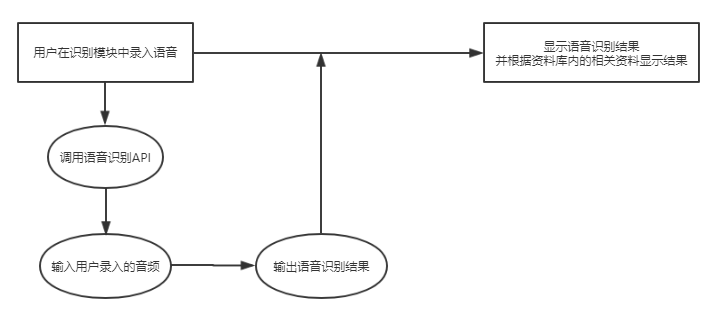 用户在识别模块中录入语音
显示语音识别结果
并根据资料库内的相关资料显示结果
调用语音识别API
输入用户录入的音频
输出语音识别结果